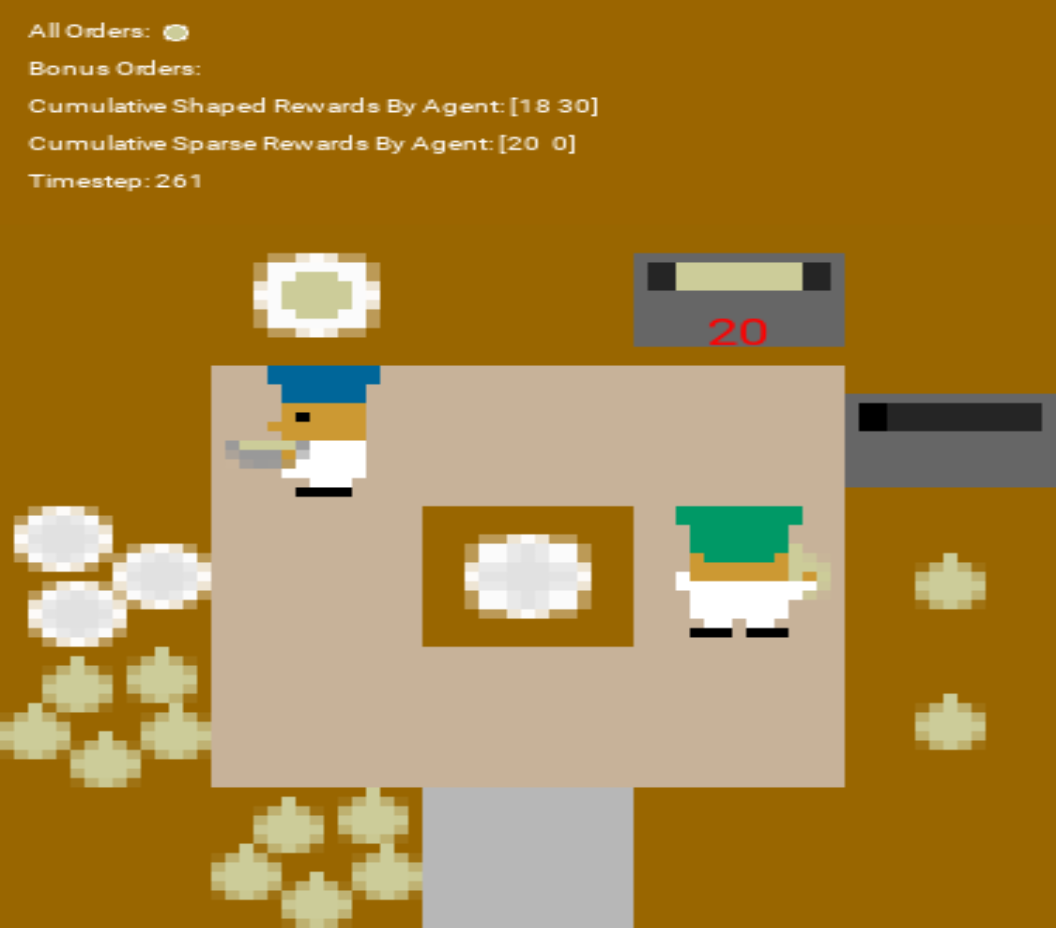 All Orders:
Bonus Orders:
Cumulative Shaped Rewards By Agent: [18 30]
Cumulative Sparse Rewards By Agent: [20  0]
Timestep: 261
20